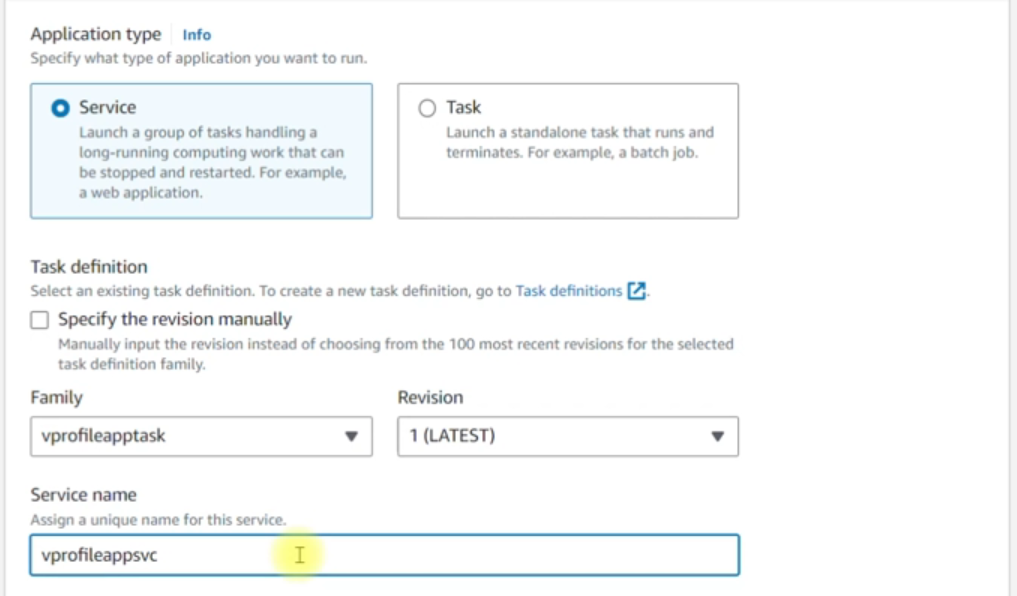 Application type Info
Specify what type of application you want to run.
Service
Launch a group of tasks handling a
long-running computing work that can
be stopped and restarted. For example,
a web application.
Task
Launch a standalone task that runs and
terminates. For example, a batch job.
Task definition
Select an existing task definition. To create a new task definition, go to Task definitions.
Specify the revision manually
Manually input the revision instead of choosing from the 100 most recent revisions for the selected
task definition family.
Family
vprofileapptask
Revision
1 (LATEST)
Service name
Assign a unique name for this service.
vprofileappsvc